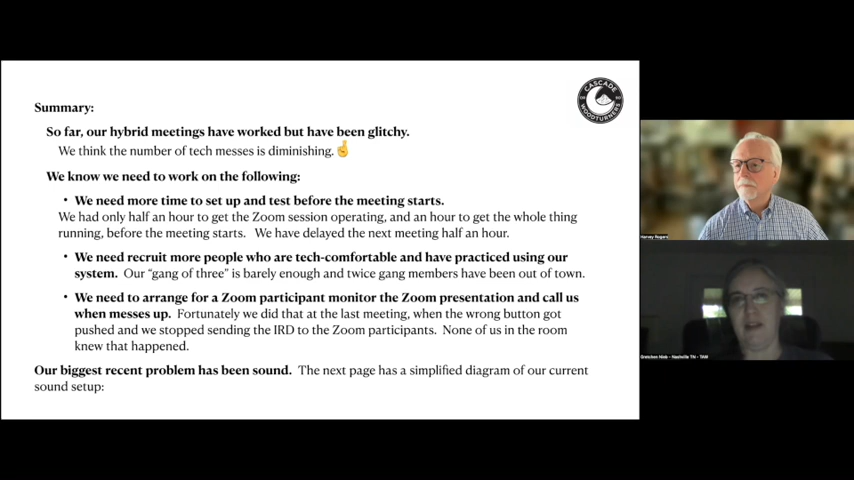 CASCADE
WOODTURNERS
Summary:
So far, our hybrid meetings have worked but have been glitchy.
We think the number of tech messes is diminishing.
We know we need to work on the following:
• We need more time to set up and test before the meeting starts.
We had only half an hour to get the Zoom session operating, and an hour to get the whole thing
running, before the meeting starts. We have delayed the next meeting half an hour.
• We need recruit more people who are tech-comfortable and have practiced using our
system. Our “gang of three” is barely enough and twice gang members have been out of town.
• We need to arrange for a Zoom participant monitor the Zoom presentation and call us
when messes up. Fortunately we did that at the last meeting, when the wrong button got
pushed and we stopped sending the IRD to the Zoom participants. None of us in the room
knew that happened.
Our biggest recent problem has been sound. The next page has a simplified diagram of our current
sound setup:
Harvey Rogers
Nashville TN - TAW